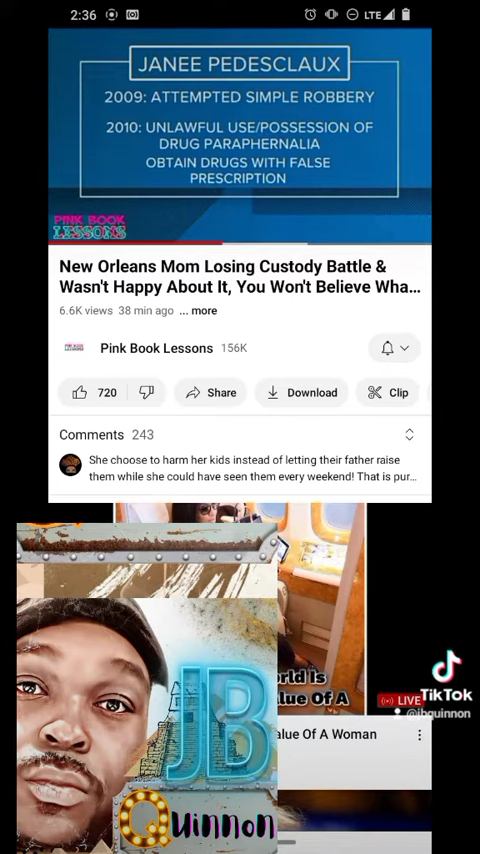 2:36
LTE
JANEE PEDESCLAUX
2009: ATTEMPTED SIMPLE ROBBERY
2010: UNLAWFUL USE/POSSESSION OF
DRUG PARAPHERNALIA
OBTAIN DRUGS WITH FALSE
PRESCRIPTION
PINK BOOK
LESSONS
New Orleans Mom Losing Custody Battle &
Wasn't Happy About It, You Won't Believe Wha...
6.6K views 38 min ago ... more
Pink Book Lessons 156K
720 Share Download Clip
Comments 243
She choose to harm her kids instead of letting their father raise
them while she could have seen them every weekend! That is pur...
orld Is
lue Of A
LIVE
TikTok
@jbquinnon
alue Of A Woman
JB
Quinnon